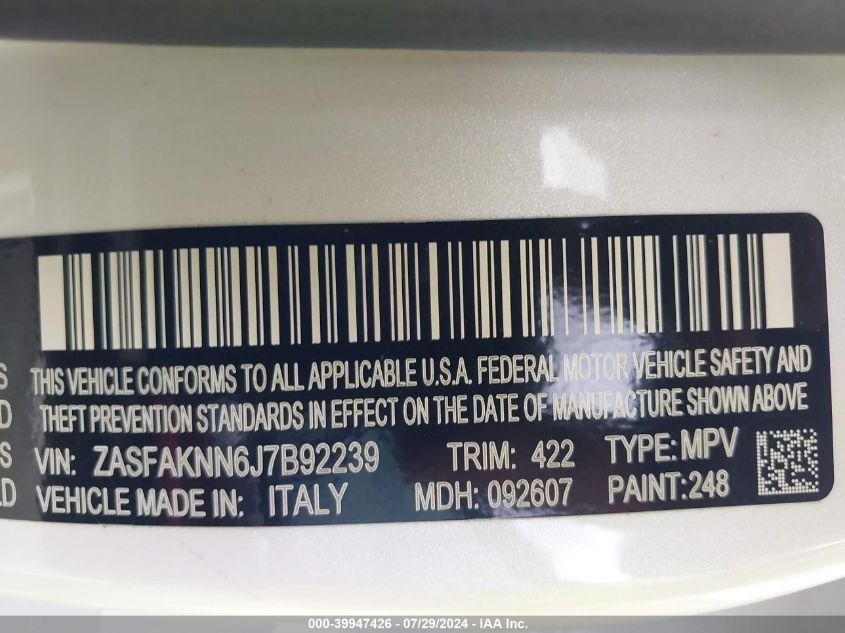 THIS VEHICLE CONFORMS TO ALL APPLICABLE U.S.A. FEDERAL MOTOR VEHICLE SAFETY AND
THEFT PREVENTION STANDARDS IN EFFECT ON THE DATE OF MANUFACTURE SHOWN ABOVE
VIN: ZASFAKNN6J7B92239 TRIM: 422 TYPE: MPV
VEHICLE MADE IN: ITALY MDH: 092607 PAINT: 248
S
D
S
LD
000-39947426 - 07/29/2024 - IAA Inc.